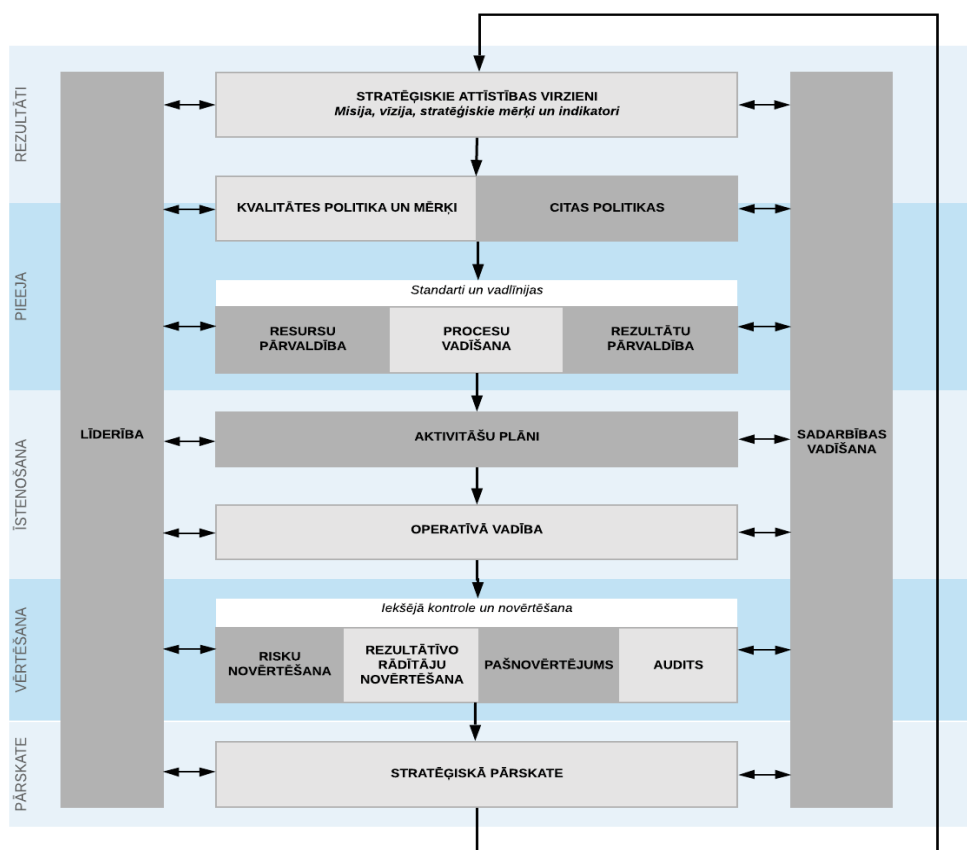 REZULTĀTI
STRATĒĢISKIE ATTĪSTĪBAS VIRZIENI
Misija, vīzija, stratēģiskie mērķi un indikatori
KVALITĀTES POLITIKA UN MĒRĶI
CITAS POLITIKAS
PIEEJA
Standarti un vadlīnijas
RESURSU
PĀRVALDĪBA
PROCESU
VADĪŠANA
REZULTĀTU
PĀRVALDĪBA
LĪDERĪBA
SADARBĪBAS
VADĪŠANA
ĪSTENOŠANA
AKTIVITĀŠU PLĀNI
OPERATĪVĀ VADĪBA
VĒRTĒŠANA
Iekšējā kontrole un novērtēšana
RISKU
NOVĒRTĒŠANA
REZULTĀTĪVO
RĀDĪTĀJU
NOVĒRTĒŠANA
PAŠNOVĒRTĒJUMS
AUDITS
PĀRSKATE
STRATĒĢISKĀ PĀRSKATE